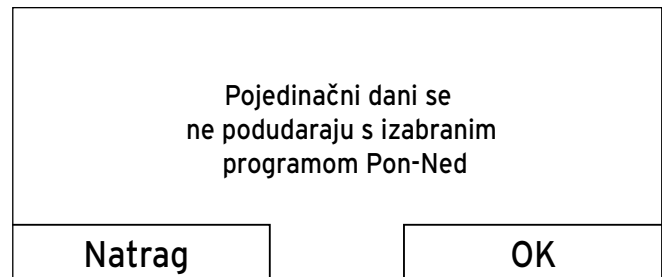 Pojedinačni dani se
ne podudaraju s izabranim
programom Pon-Ned
Natrag
OK